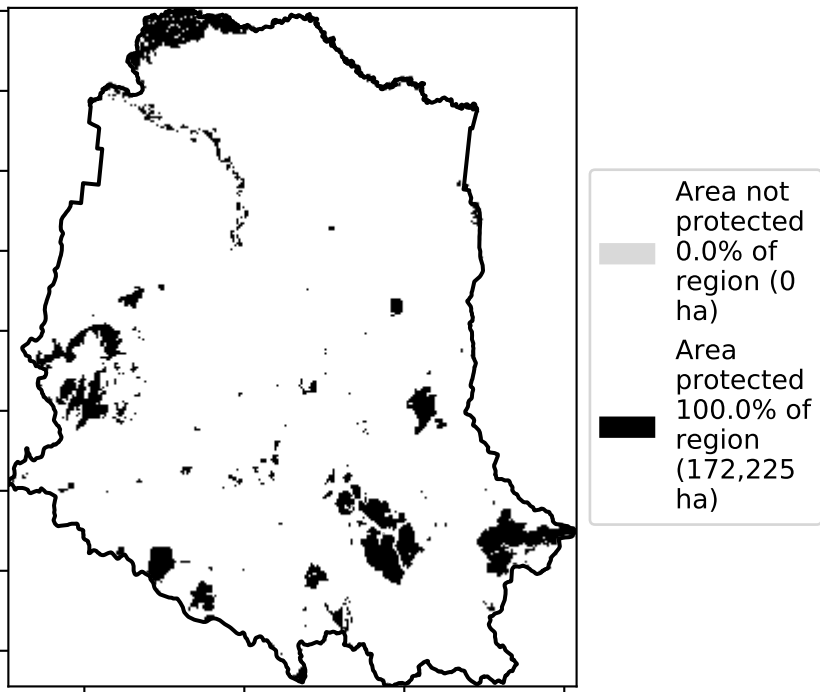 Area not
protected
0.0% of
region (0
ha)
Area
protected
100.0% of
region
(172,225
ha)